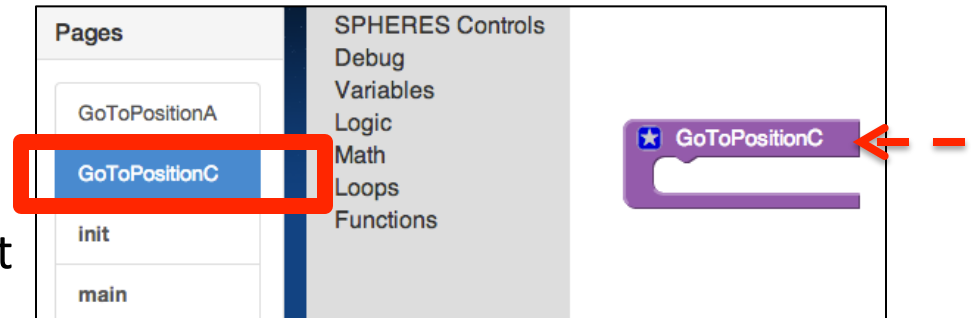 Pages
GoToPositionA
GoToPositionC
init
main
t
SPHERES Controls
Debug
Variables
Logic
Math
Loops
Functions
GoToPositionC